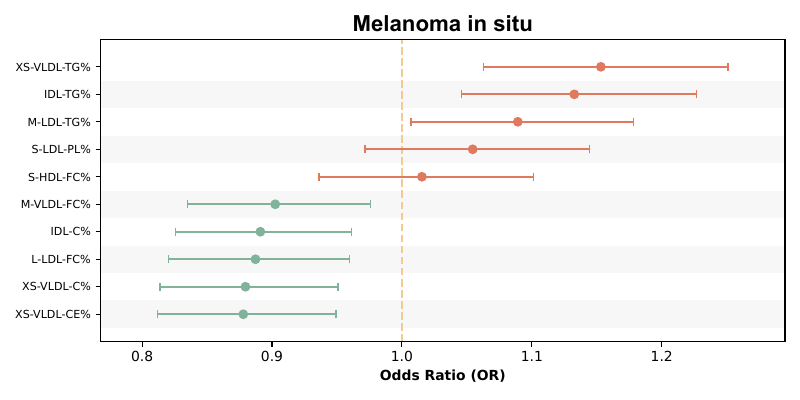 Melanoma in situ
XS-VLDL-TG%
IDL-TG%
M-LDL-TG%
S-LDL-PL%
S-HDL-FC%
M-VLDL-FC%
IDL-C%
L-LDL-FC%
XS-VLDL-C%
XS-VLDL-CE%
0.8 0.9 1.0 1.1 1.2
Odds Ratio (OR)